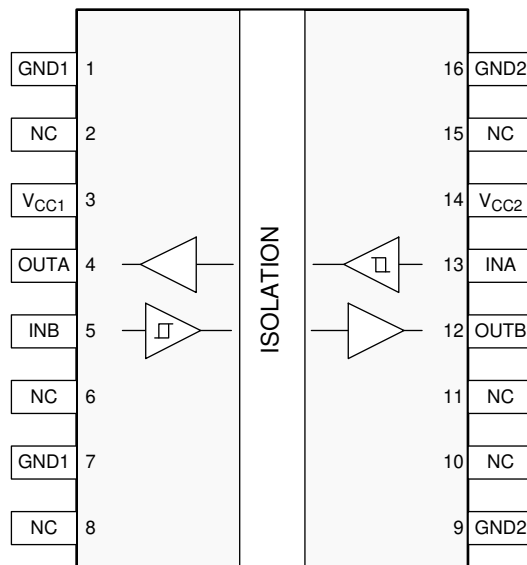 GND1 1
16 GND2
NC 2
15 NC
VCC1 3
14 VCC2
OUTA 4
13 INA
INB 5
12 OUTB
NC 6
11 NC
GND1 7
10 NC
NC 8
9 GND2
ISOLATION